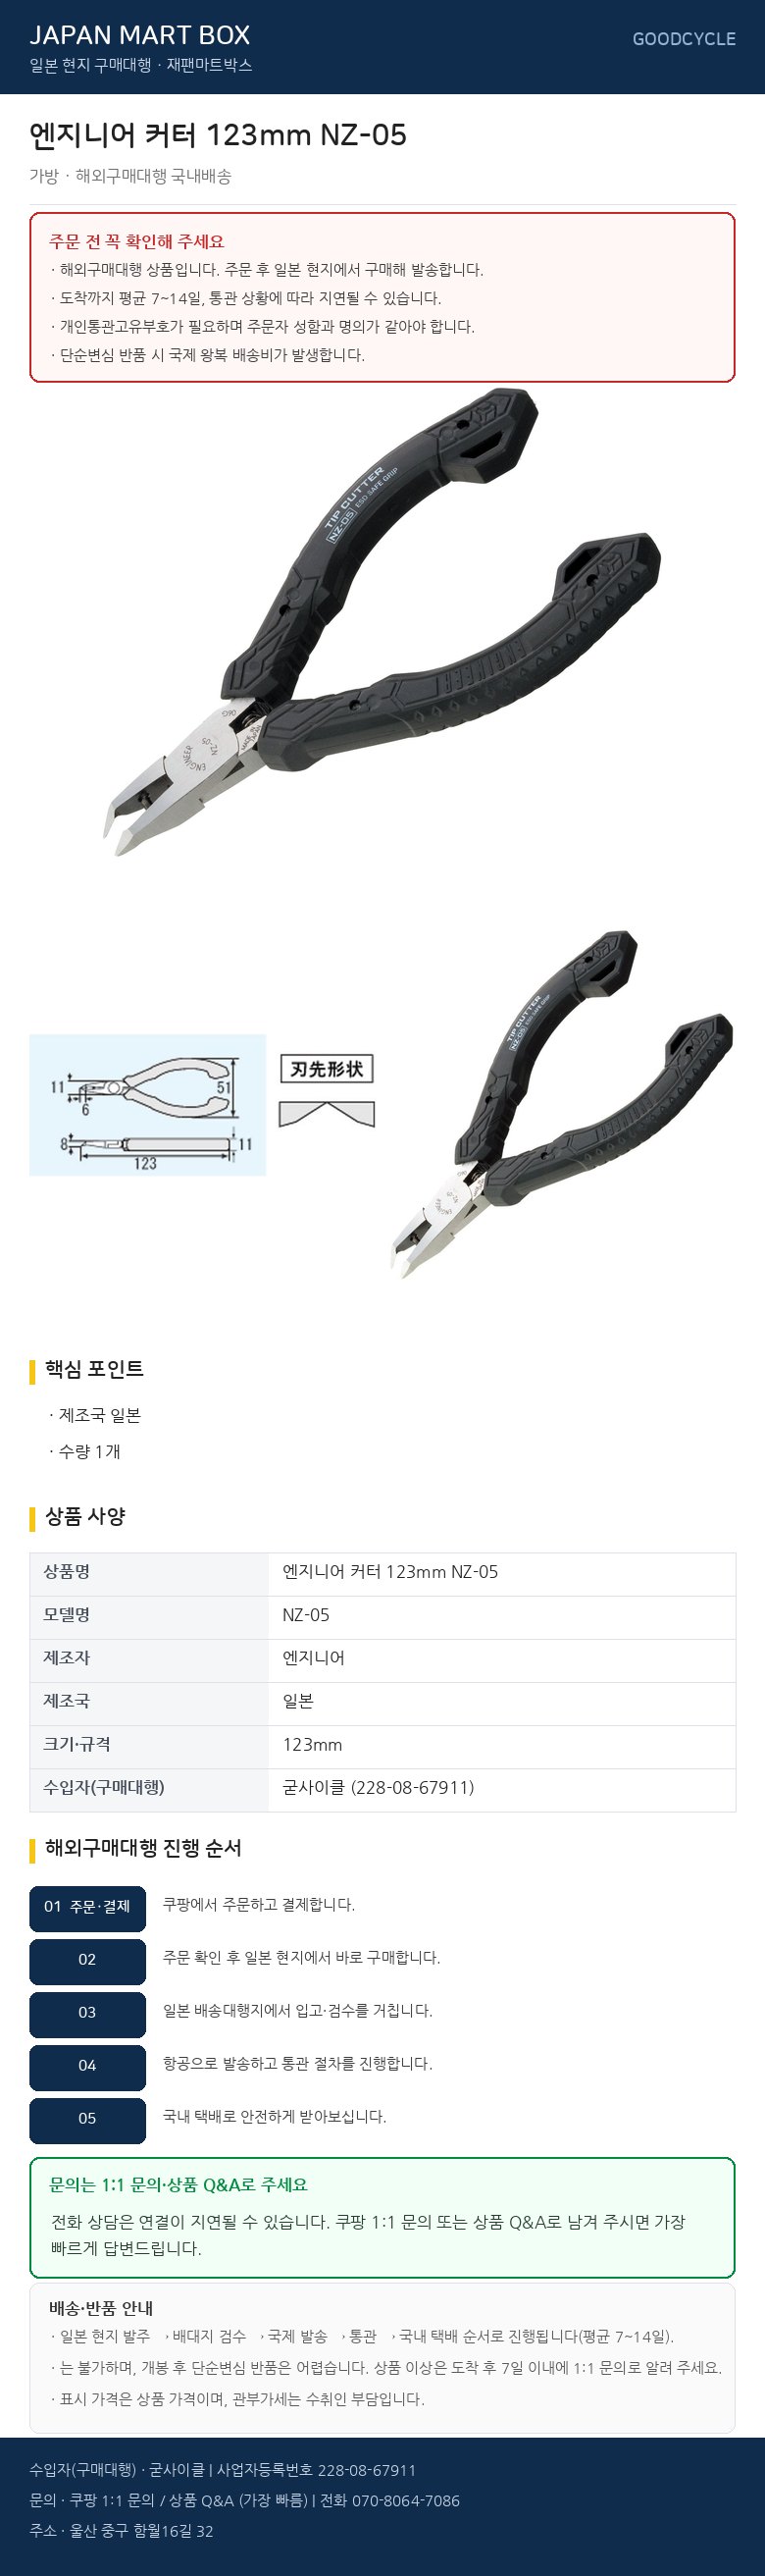 JAPAN MART BOX
일본 현지 구매대행 · 재팬마트박스
GOODCYCLE
엔지니어 커터 123mm NZ-05
가방 · 해외구매대행 국내배송
주문 전 꼭 확인해 주세요
· 해외구매대행 상품입니다. 주문 후 일본 현지에서 구매해 발송합니다.
· 도착까지 평균 7~14일, 통관 상황에 따라 지연될 수 있습니다.
· 개인통관고유부호가 필요하며 주문자 성함과 명의가 같아야 합니다.
· 단순변심 반품 시 국제 왕복 배송비가 발생합니다.
TIP CUTTER
NZ-05 ESD SAFE GRIP
ENGINEER
NZ-05
ENGINEER
MADE IN JAPAN
TIP CUTTER
NZ-05 ESD SAFE GRIP
11
6
51
8
123
11
刃先形状
핵심 포인트
· 제조국 일본
· 수량 1개
상품 사양
상품명 엔지니어 커터 123mm NZ-05
모델명 NZ-05
제조자 엔지니어
제조국 일본
크기·규격 123mm
수입자(구매대행) 굳사이클 (228-08-67911)
해외구매대행 진행 순서
01 주문·결제 쿠팡에서 주문하고 결제합니다.
02 주문 확인 후 일본 현지에서 바로 구매합니다.
03 일본 배송대행지에서 입고·검수를 거칩니다.
04 항공으로 발송하고 통관 절차를 진행합니다.
05 국내 택배로 안전하게 받아보십니다.
문의는 1:1 문의·상품 Q&A로 주세요
전화 상담은 연결이 지연될 수 있습니다. 쿠팡 1:1 문의 또는 상품 Q&A로 남겨 주시면 가장
빠르게 답변드립니다.
배송·반품 안내
· 일본 현지 발주 → 배대지 검수 → 국제 발송 → 통관 → 국내 택배 순서로 진행됩니다(평균 7~14일).
· 는 불가하며, 개봉 후 단순변심 반품은 어렵습니다. 상품 이상은 도착 후 7일 이내에 1:1 문의로 알려 주세요.
· 표시 가격은 상품 가격이며, 관부가세는 수취인 부담입니다.
수입자(구매대행) · 굳사이클 | 사업자등록번호 228-08-67911
문의 · 쿠팡 1:1 문의 / 상품 Q&A (가장 빠름) | 전화 070-8064-7086
주소 · 울산 중구 함월16길 32